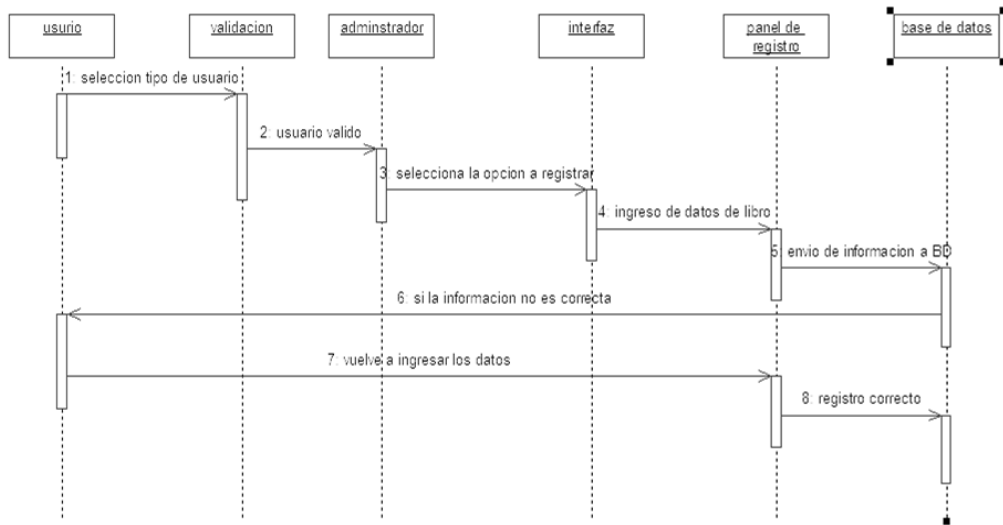 usurio
validacion
adminstrador
interfaz
panel de
registro
base de datos
1: seleccion tipo de usuario
2: usuario valido
3: selecciona la opcion a registrar
4: ingreso de datos de libro
5: envio de informacion a BD
6: si la informacion no es correcta
7: vuelve a ingresar los datos
8: registro correcto